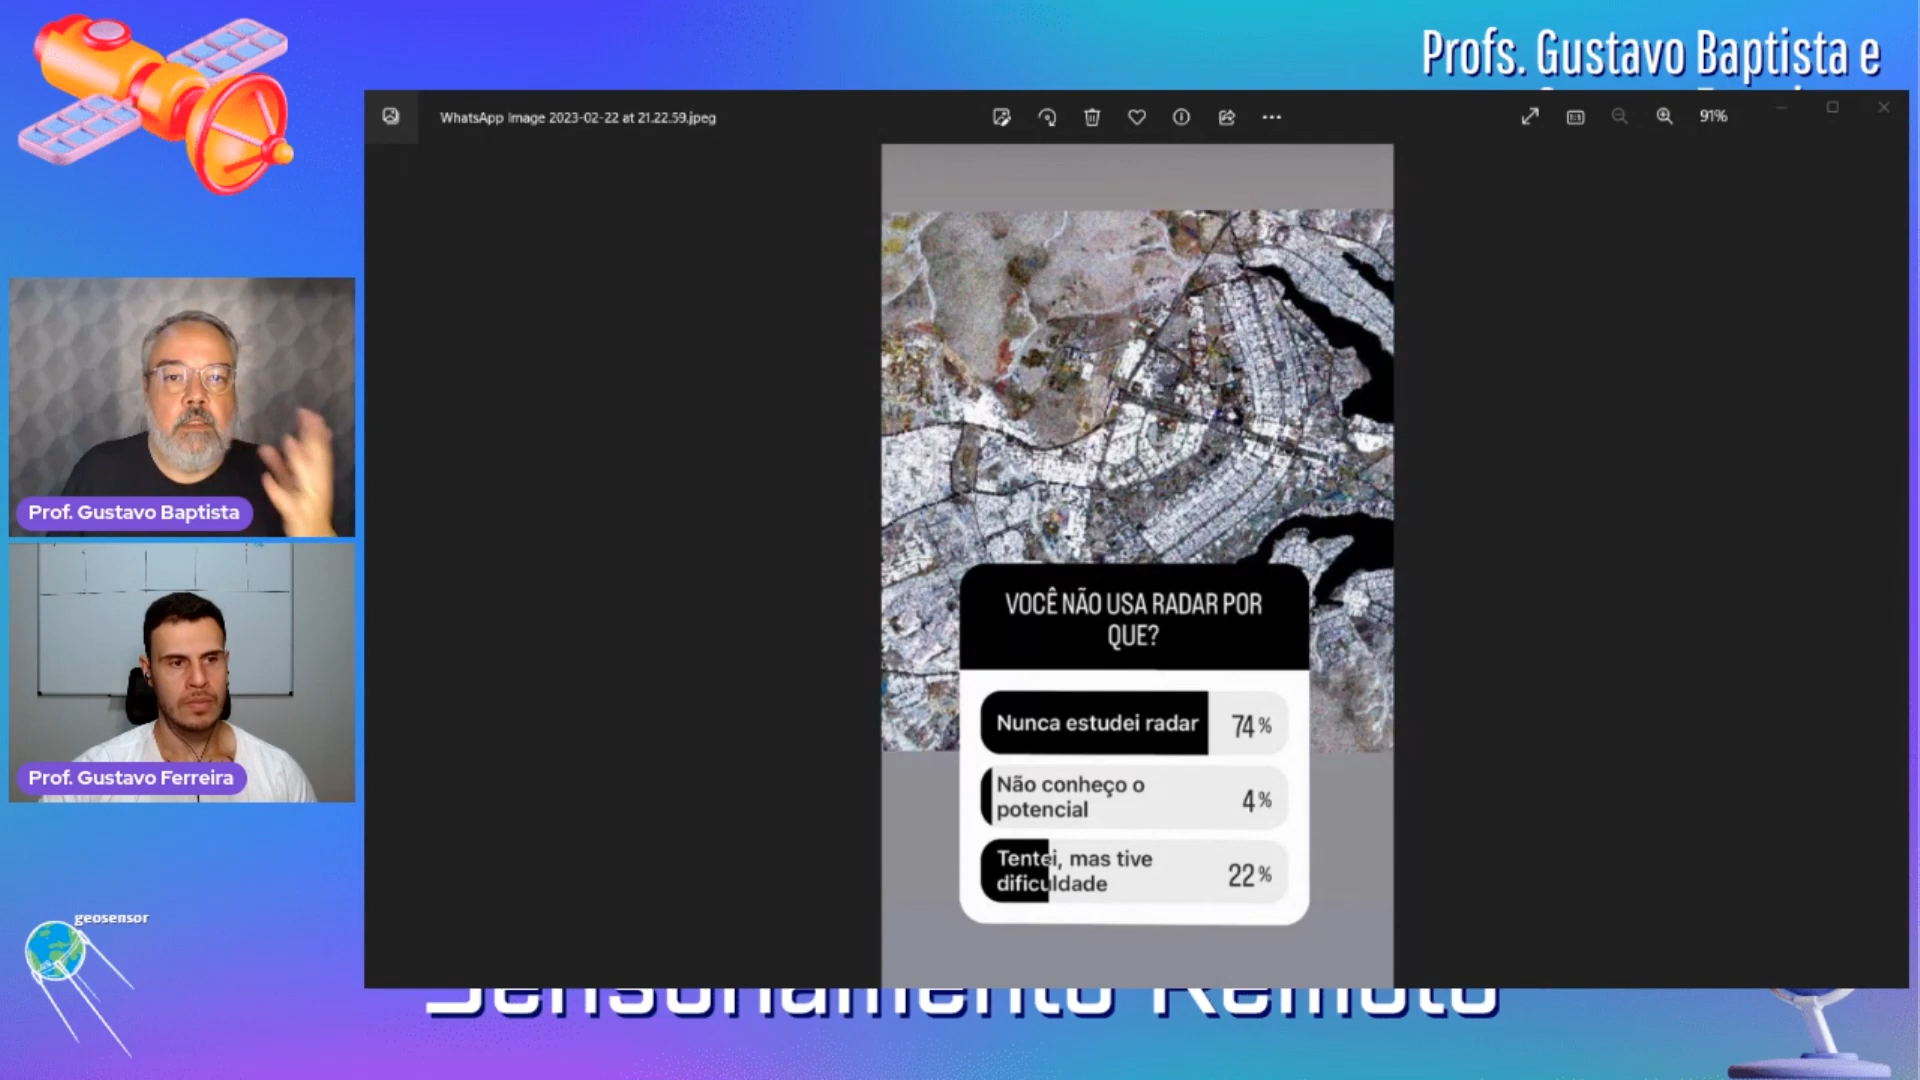 Profs. Gustavo Baptista e
WhatsApp Image 2023-02-22 at 21.22.59.jpeg
91%
Prof. Gustavo Baptista
Prof. Gustavo Ferreira
VOCÊ NÃO USA RADAR POR
QUE?
Nunca estudei radar
74%
Não conheço o
potencial
4%
Tentei, mas tive
dificuldade
22%
geosensor
Sensoriamento Remoto